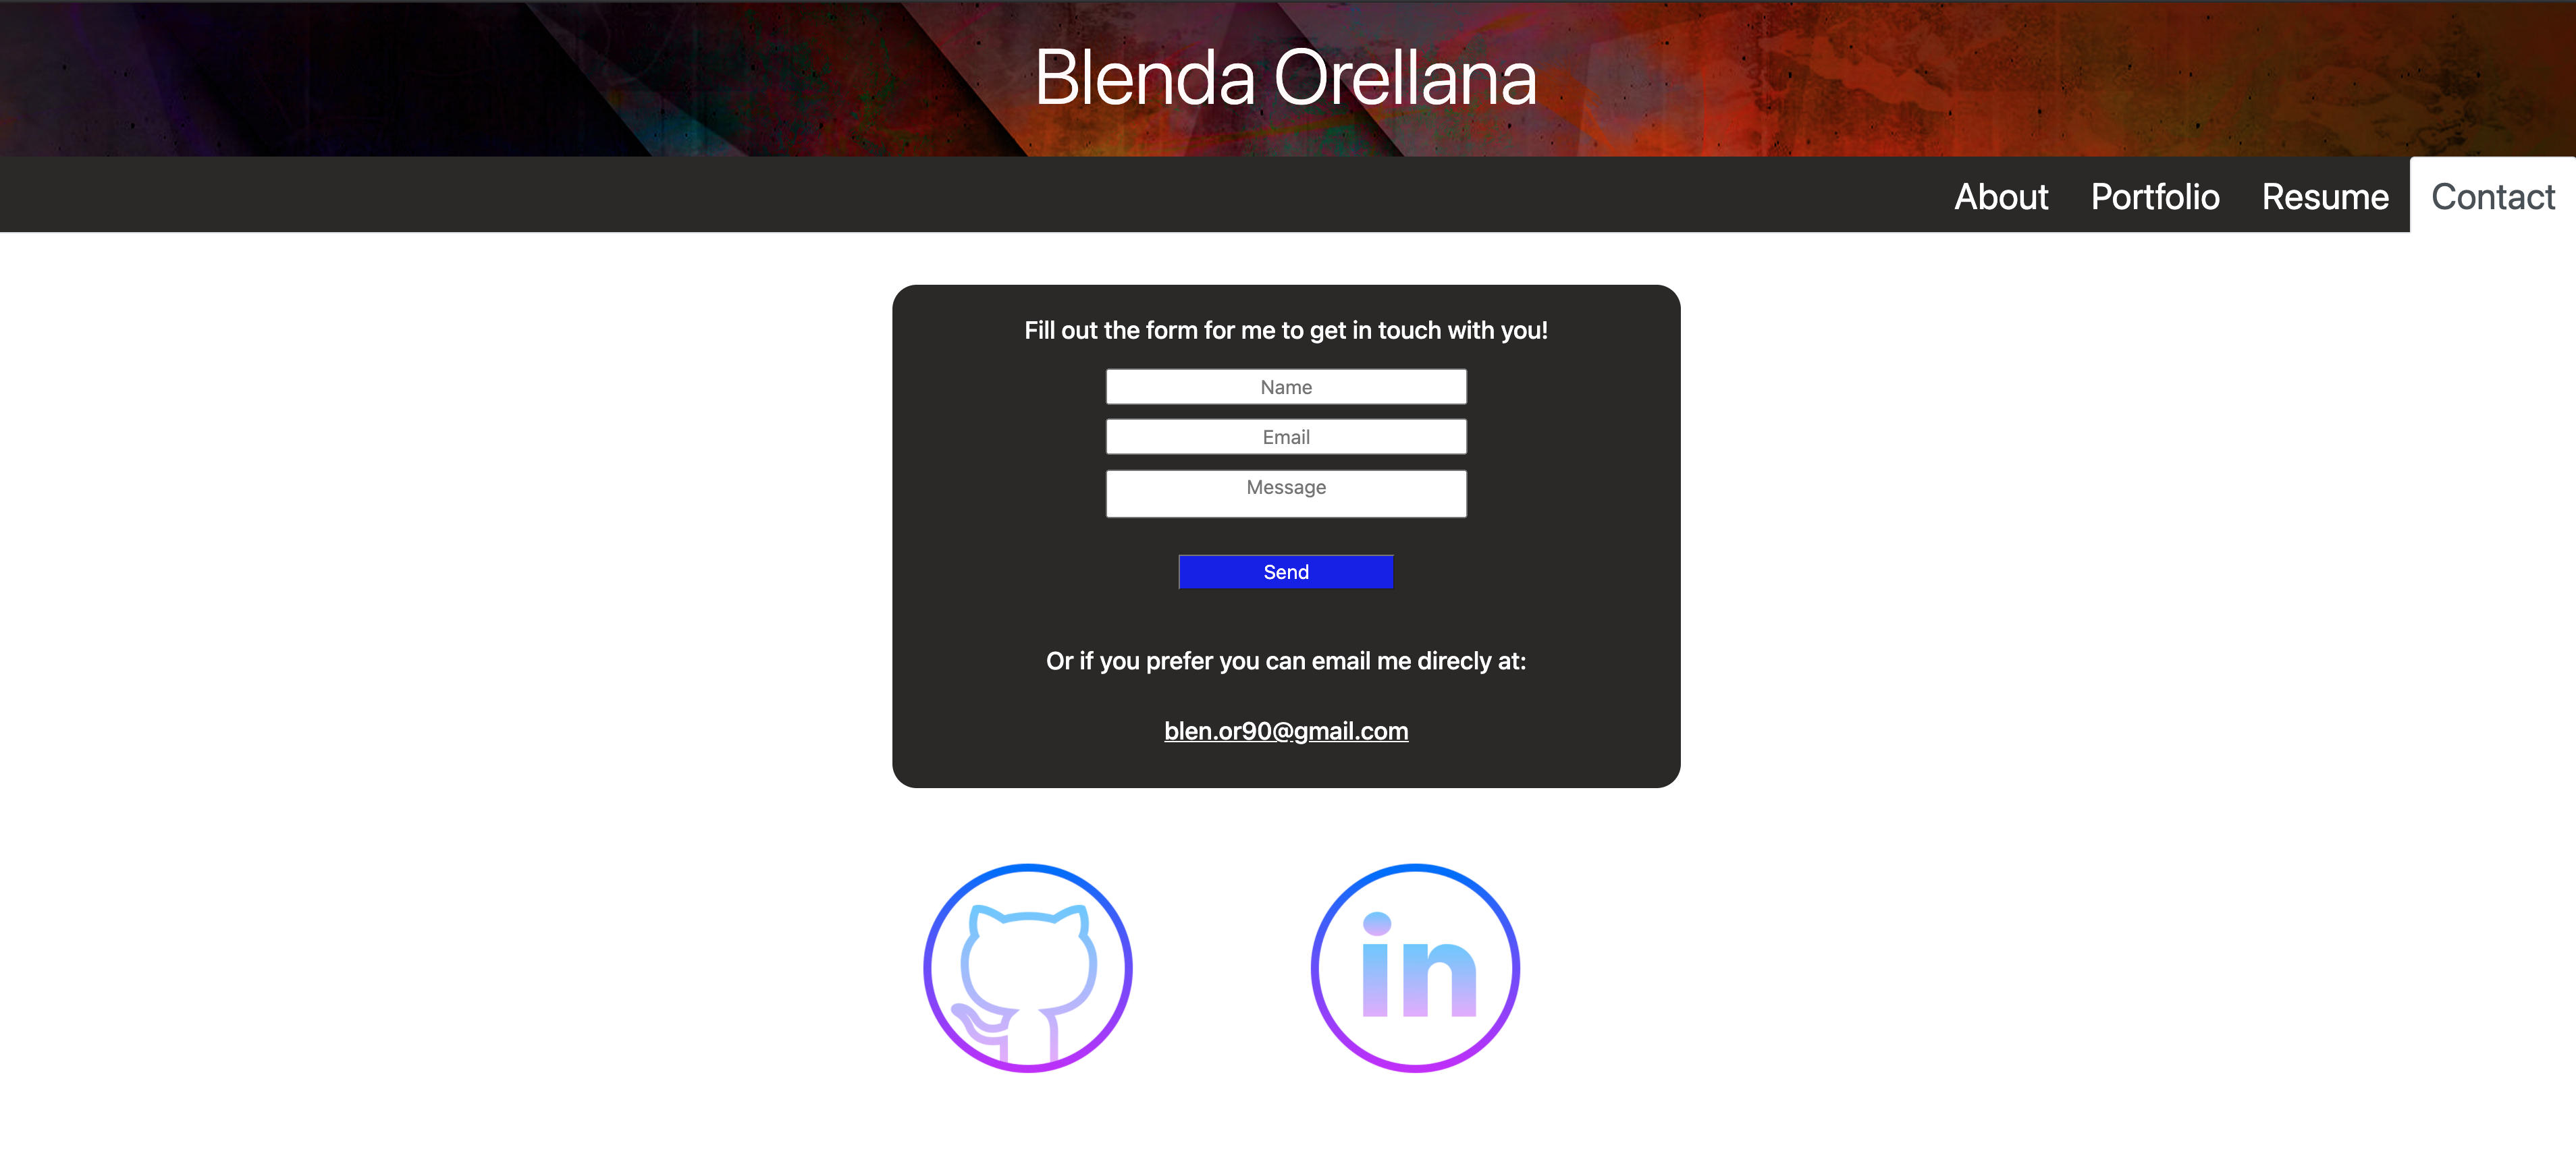 Blenda Orellana
About Portfolio Resume Contact
Fill out the form for me to get in touch with you!
Name
Email
Message
Send
Or if you prefer you can email me direcly at:
blen.or90@gmail.com
in